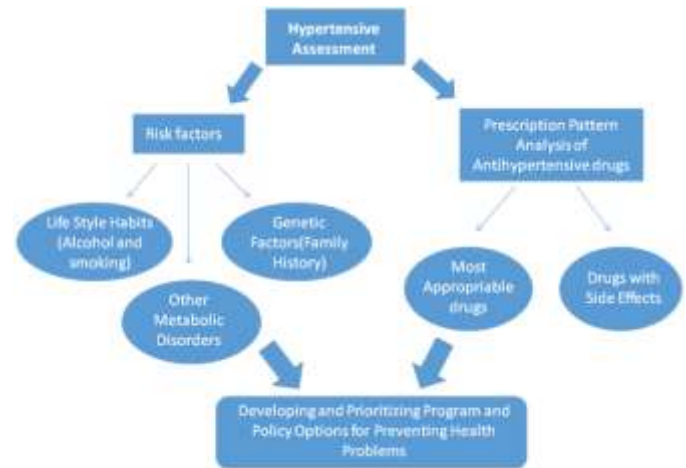 Hypertensive
Assessment
Risk factors
Prescription Pattern
Analysis of
Antihypertensive drugs
Life Style Habits
(Alcohol and
smoking)
Genetic
Factors(Family
History)
Other
Metabolic
Disorders
Most
Appropriable
drugs
Drugs with
Side Effects
Developing and Prioritizing Program and
Policy Options for Preventing Health
Problems